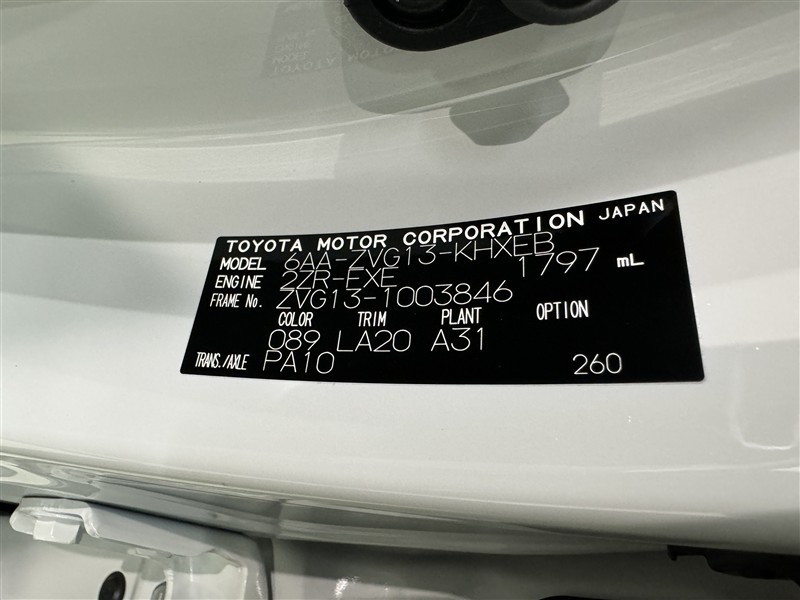 TOYOTA MOTOR CORPORATION JAPAN
MODEL 6AA-ZVG13-KHXEB
ENGINE 2ZR-EXE 1797 mL
FRAME No. ZVG13-1003846
COLOR TRIM PLANT OPTION
089 LA20 A31
TRANS./AXLE PA10 260